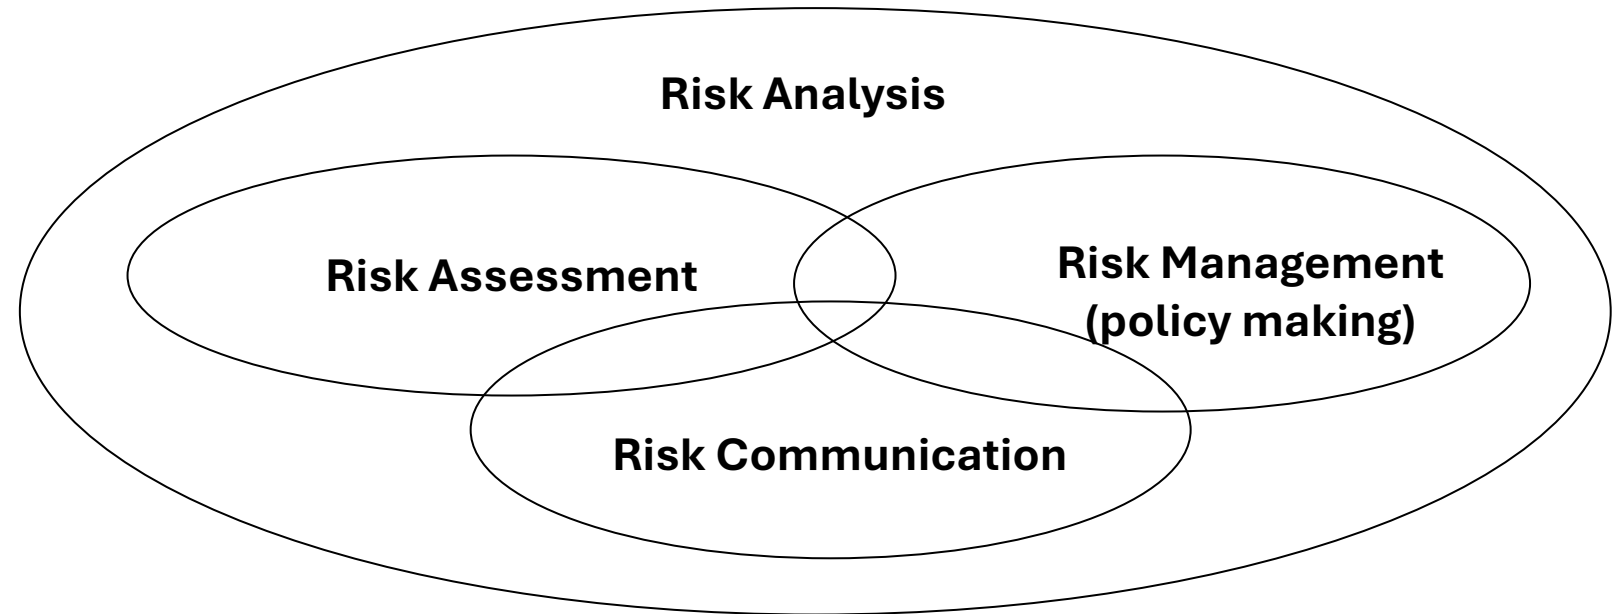 Risk Analysis
Risk Assessment
Risk Management
(policy making)
Risk Communication